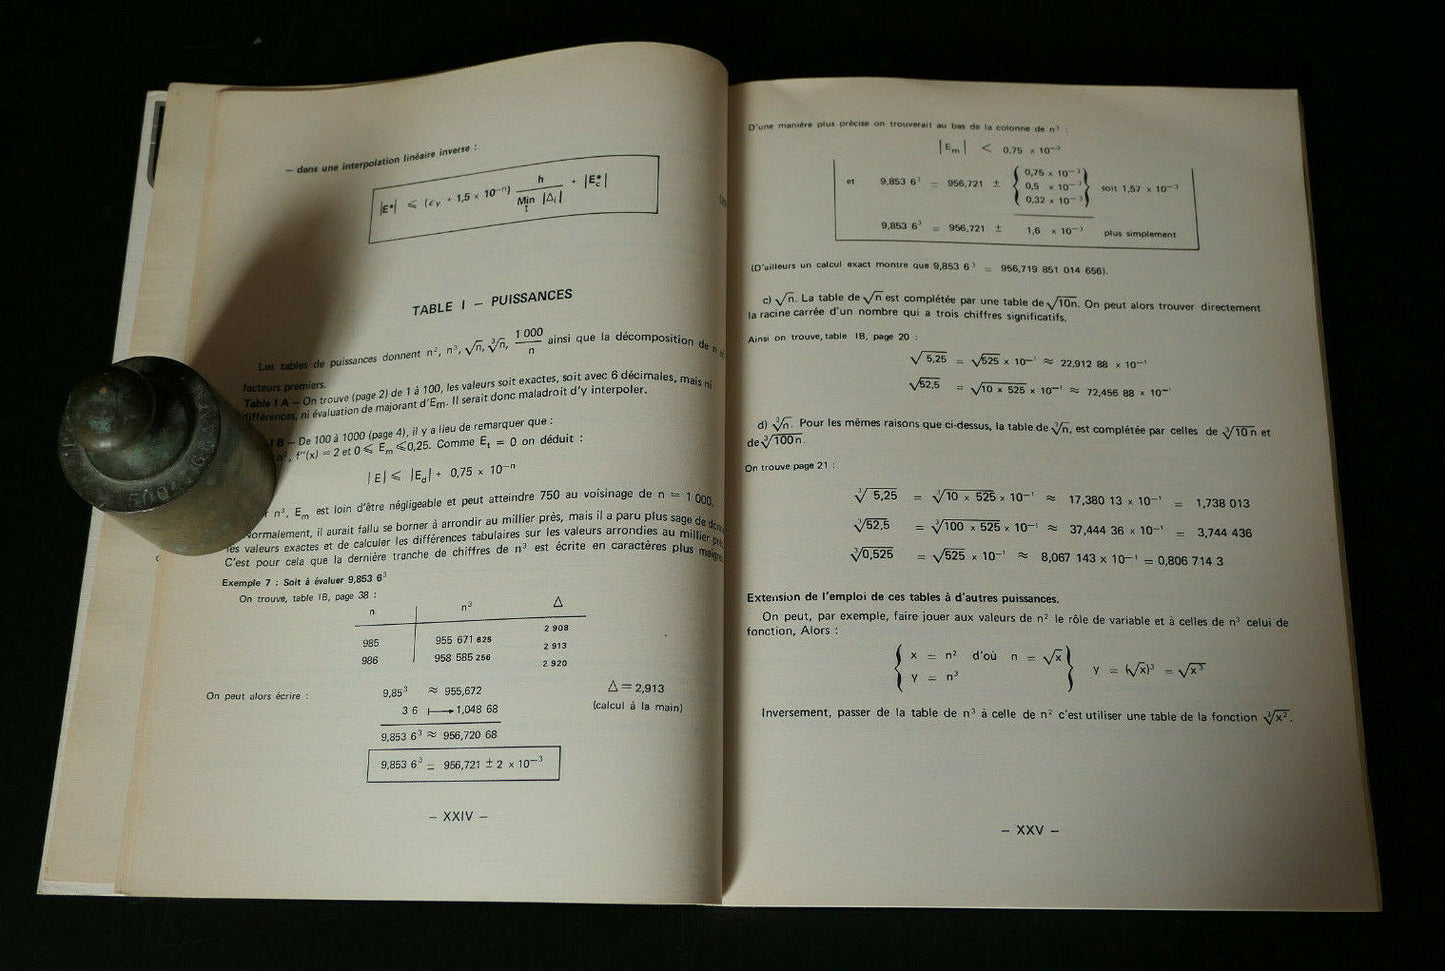 — dans une interpolation linéaire inverse :
|E*| ⩽ (εy + 1,5 × 10⁻ⁿ) h / Min |Δi| + |E*c|
i
TABLE I — PUISSANCES
Les tables de puissances donnent n², n³, √n, ∛n, 1 000 / n ainsi que la décomposition de n
facteurs premiers.
Table I A — On trouve (page 2) de 1 à 100, les valeurs soit exactes, soit avec 6 décimales, mais ni
différences, ni évaluation de majorant d'Em. Il serait donc maladroit d'y interpoler.
I B — De 100 à 1000 (page 4), il y a lieu de remarquer que :
n², f''(x) = 2 et 0 ⩽ Em ⩽ 0,25. Comme Et = 0 on déduit :
|E| ⩽ |Ed| + 0,75 × 10⁻ⁿ
n³, Em est loin d'être négligeable et peut atteindre 750 au voisinage de n = 1 000.
Normalement, il aurait fallu se borner à arrondir au millier près, mais il a paru plus sage de
les valeurs exactes et de calculer les différences tabulaires sur les valeurs arrondies au millier
C'est pour cela que la dernière tranche de chiffres de n³ est écrite en caractères plus
Exemple 7 : Soit à évaluer 9,853 6³
On trouve, table IB, page 38 :
n n³ Δ
2 908
985 955 671 625
2 913
986 958 585 256
2 920
On peut alors écrire : 9,85³ ≈ 955,672 Δ = 2,913
3 6 ⟼ 1,048 68 (calcul à la main)
9,853 6³ ≈ 956,720 68
9,853 6³ = 956,721 ± 2 × 10⁻³
— XXIV —
D'une manière plus précise on trouverait au bas de la colonne de n³ :
|Em| < 0,75 × 10⁻³
et 9,853 6³ = 956,721 ± { 0,75 × 10⁻³
0,5 × 10⁻³
0,32 × 10⁻³ } soit 1,57 × 10⁻³
9,853 6³ = 956,721 ± 1,6 × 10⁻³ plus simplement
(D'ailleurs un calcul exact montre que 9,853 6³ = 956,719 851 014 656).
c) √n. La table de √n est complétée par une table de √10n. On peut alors trouver directement
la racine carrée d'un nombre qui a trois chiffres significatifs.
Ainsi on trouve, table IB, page 20 :
√5,25 = √525 × 10⁻¹ ≈ 22,912 88 × 10⁻¹
√52,5 = √10 × 525 × 10⁻¹ ≈ 72,456 88 × 10⁻¹
d) ∛n. Pour les mêmes raisons que ci-dessus, la table de ∛n, est complétée par celles de ∛10 n et
de ∛100 n.
On trouve page 21 :
∛5,25 = ∛10 × 525 × 10⁻¹ ≈ 17,380 13 × 10⁻¹ = 1,738 013
∛52,5 = ∛100 × 525 × 10⁻¹ ≈ 37,444 36 × 10⁻¹ = 3,744 436
∛0,525 = √525 × 10⁻¹ ≈ 8,067 143 × 10⁻¹ = 0,806 714 3
Extension de l'emploi de ces tables à d'autres puissances.
On peut, par exemple, faire jouer aux valeurs de n² le rôle de variable et à celles de n³ celui de
fonction, Alors :
{ x = n² d'où n = √x
y = n³ } y = (√x)³ = √x³
Inversement, passer de la table de n³ à celle de n² c'est utiliser une table de la fonction ∛x².
— XXV —